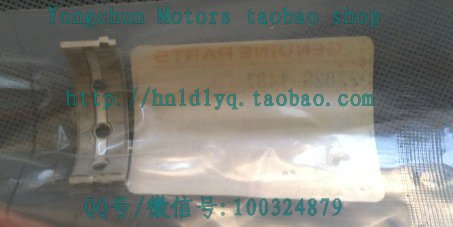 Yongchun Motors taobao shop
GENUINE PARTS
http://hnldlyq.taobao.com
QQ号/微信号:100324879